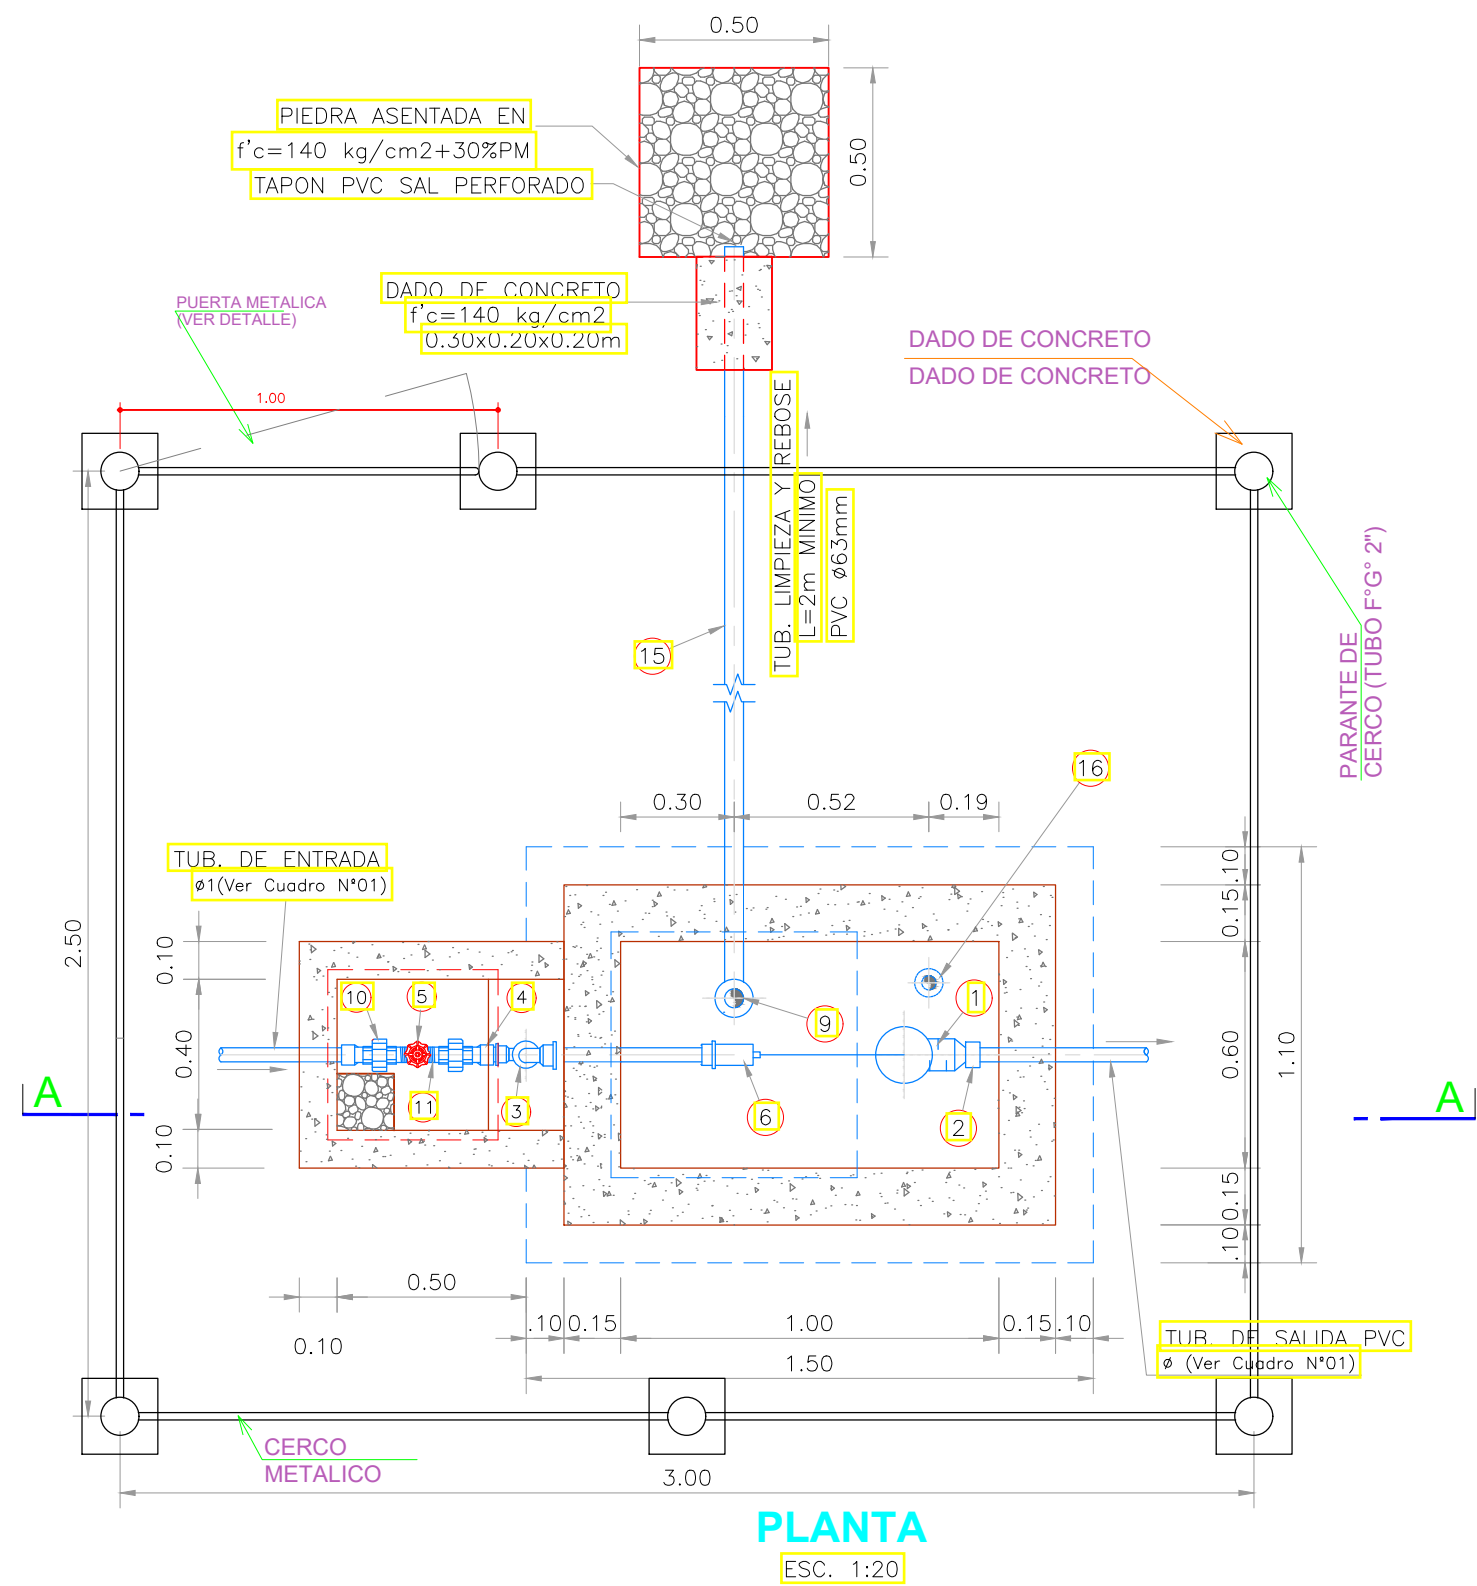 0.50
0.50
PIEDRA ASENTADA EN
f'c=140 kg/cm2+30%PM
TAPON PVC SAL PERFORADO
DADO DE CONCRETO
f'c=140 kg/cm2
0.30x0.20x0.20m
PUERTA METALICA
(VER DETALLE)
1.00
DADO DE CONCRETO
DADO DE CONCRETO
TUB. LIMPIEZA Y REBOSE
L=2m MINIMO
PVC ø63mm
PARANTE DE
CERCO (TUBO F°G° 2")
15
16
0.30
0.52
0.19
TUB. DE ENTRADA
ø1(Ver Cuadro Nº01)
2.50
0.10
0.40
0.10
10
5
4
9
1
11
3
6
2
.10
0.15
0.60
1.10
0.15
.10
A
A
0.50
0.10
.10
0.15
1.00
0.15
.10
1.50
TUB. DE SALIDA PVC
ø (Ver Cuadro Nº01)
CERCO
METALICO
3.00
PLANTA
ESC. 1:20